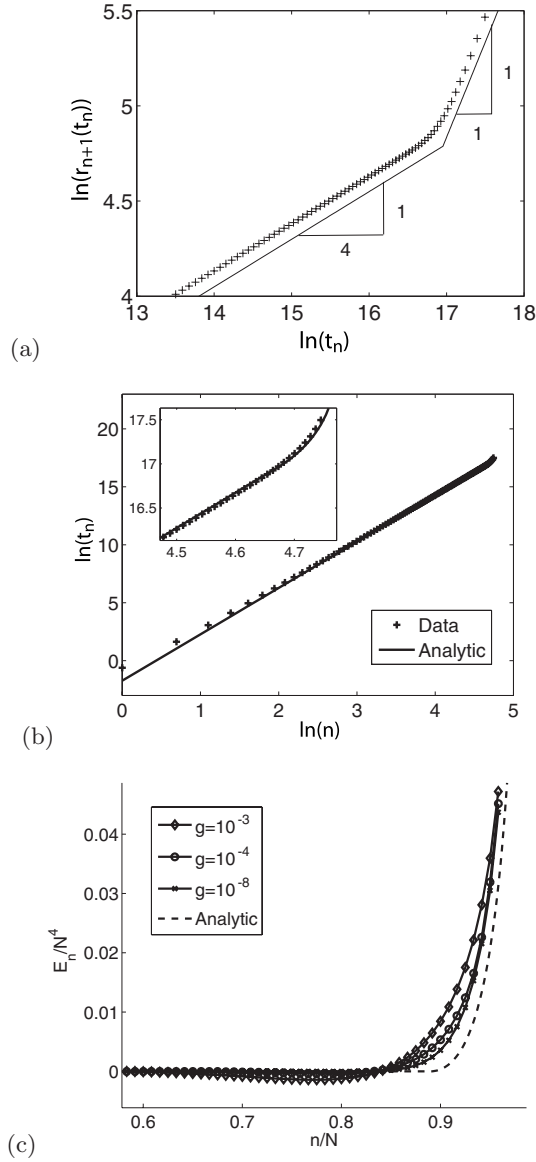 5.5
5
4.5
4
ln(r_{n+1}(t_n))
1
1
1
4
13 14 15 16 17 18
ln(t_n)
(a)
20
15
10
5
0
ln(t_n)
17.5
17
16.5
4.5 4.6 4.7
Data
Analytic
0 1 2 3 4 5
ln(n)
(b)
0.04
0.03
0.02
0.01
0
E_n/N^4
g=10^{-3}
g=10^{-4}
g=10^{-8}
Analytic
0.6 0.7 0.8 0.9
n/N
(c)